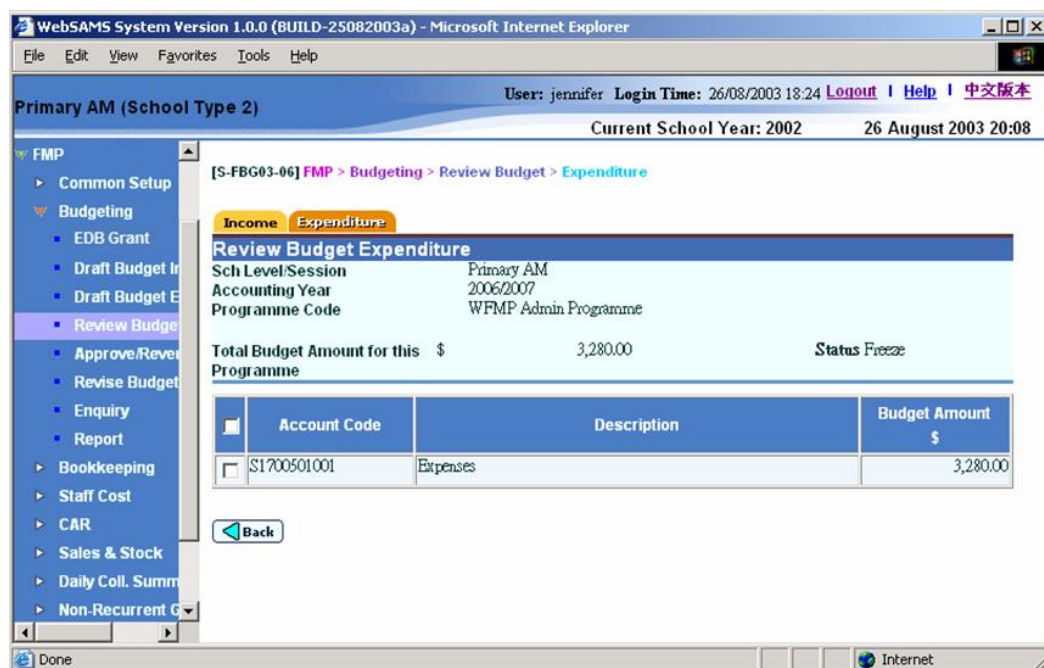 WebSAMS System Version 1.0.0 (BUILD-25082003a) - Microsoft Internet Explorer
File Edit View Favorites Tools Help
Primary AM (School Type 2)
User: jennifer Login Time: 26/08/2003 18:24 Logout | Help | 中文版本
Current School Year: 2002 26 August 2003 20:08
FMP
Common Setup
Budgeting
EDB Grant
Draft Budget In
Draft Budget E
Review Budge
Approve/Rever
Revise Budget
Enquiry
Report
Bookkeeping
Staff Cost
CAR
Sales & Stock
Daily Coll. Summ
Non-Recurrent G
[S-FBG03-06] FMP > Budgeting > Review Budget > Expenditure
Income Expenditure
Review Budget Expenditure
Sch Level/Session Primary AM
Accounting Year 2006/2007
Programme Code WFMP Admin Programme
Total Budget Amount for this Programme $ 3,280.00 Status Freeze
Account Code Description Budget Amount $
S1700501001 Expenses 3,280.00
Back
Done Internet